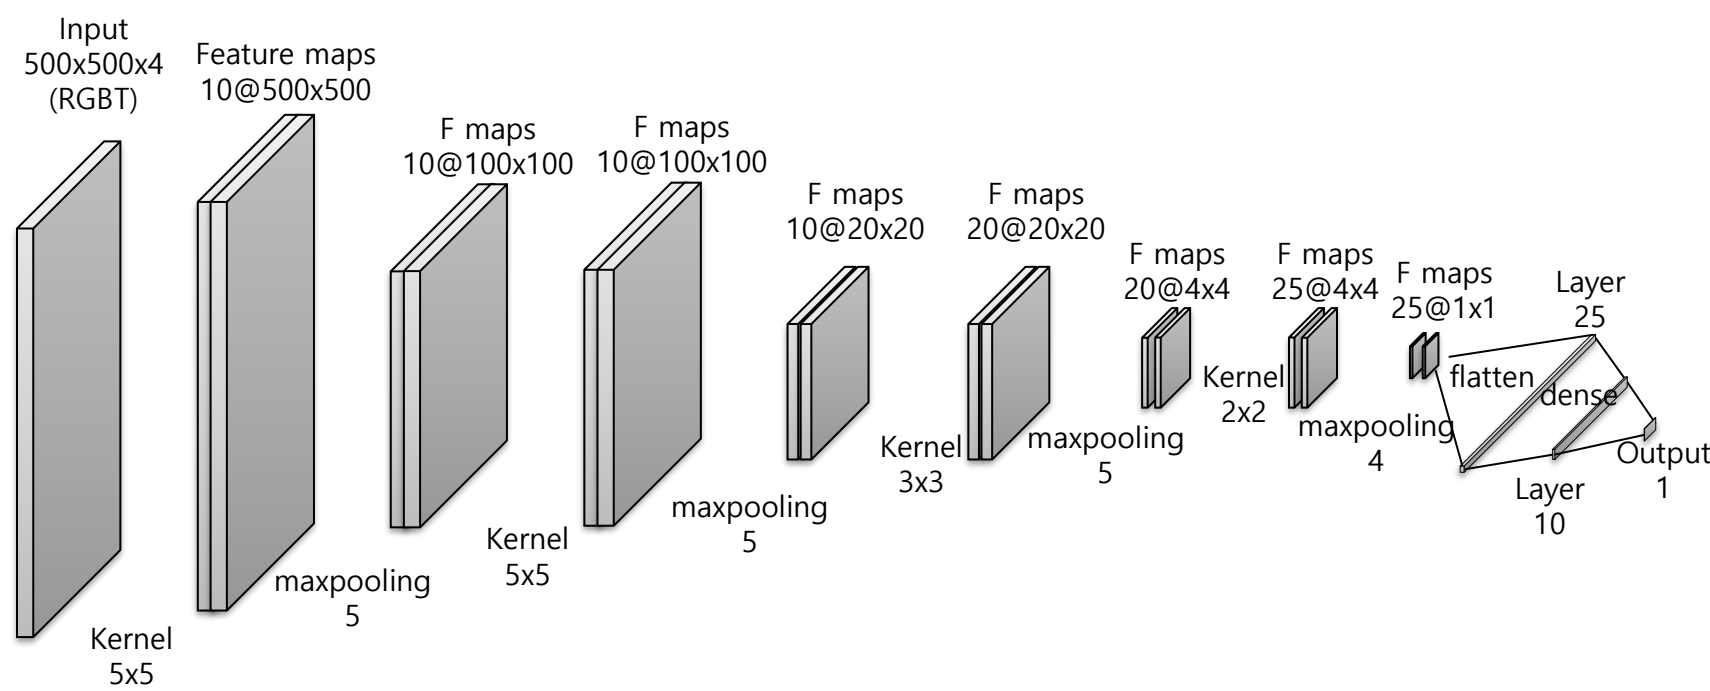 Input
500x500x4
(RGBT)
Feature maps
10@500x500
F maps
10@100x100
F maps
10@100x100
F maps
10@20x20
F maps
20@20x20
F maps
20@4x4
F maps
25@4x4
F maps
25@1x1
Layer
25
flatten
dense
Kernel
5x5
maxpooling
5
Kernel
5x5
maxpooling
5
Kernel
3x3
maxpooling
5
Kernel
2x2
maxpooling
4
Layer
10
Output
1